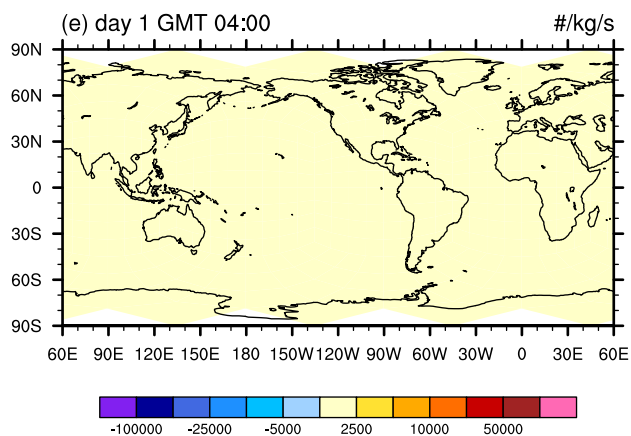 (e) day 1 GMT 04:00 #/kg/s
90N
60N
30N
0
30S
60S
90S
60E 90E 120E 150E 180 150W 120W 90W 60W 30W 0 30E 60E
-100000 -25000 -5000 2500 10000 50000